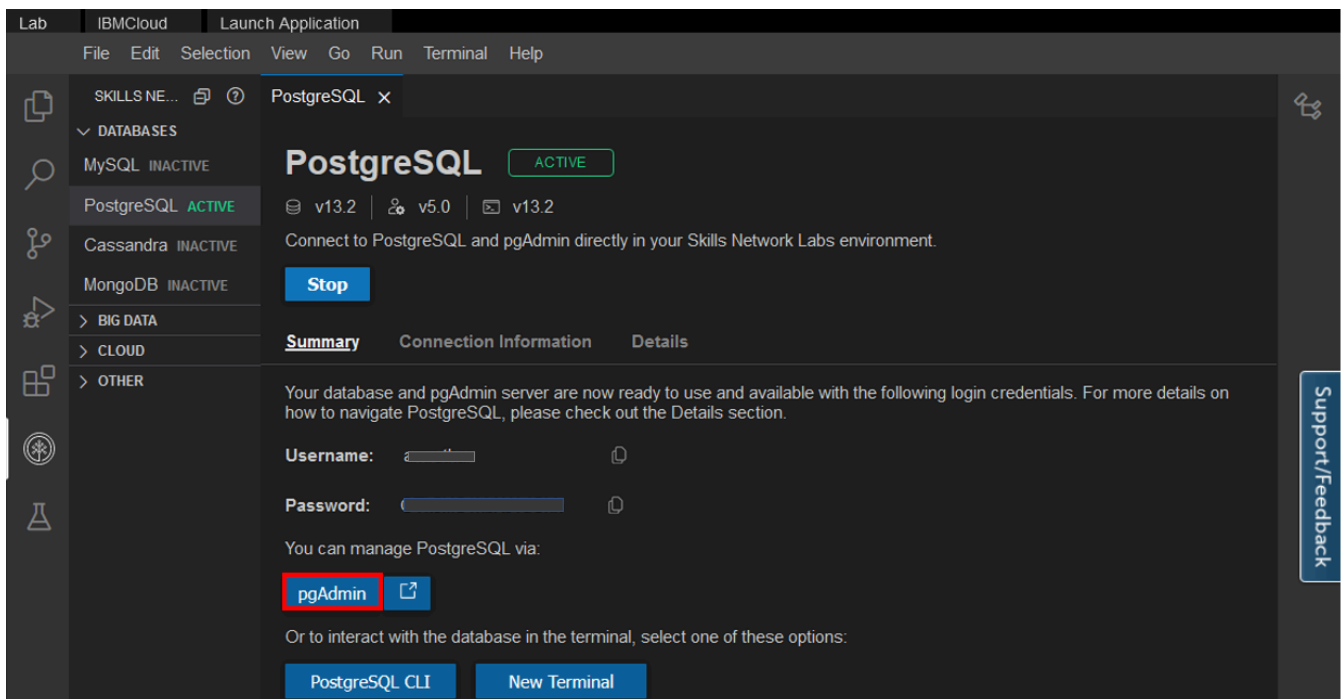 Lab IBMCloud Launch Application
File Edit Selection View Go Run Terminal Help
SKILLS NE... PostgreSQL
DATABASES
MySQL INACTIVE
PostgreSQL ACTIVE
Cassandra INACTIVE
MongoDB INACTIVE
BIG DATA
CLOUD
OTHER
PostgreSQL ACTIVE
v13.2 v5.0 v13.2
Connect to PostgreSQL and pgAdmin directly in your Skills Network Labs environment.
Stop
Summary Connection Information Details
Your database and pgAdmin server are now ready to use and available with the following login credentials. For more details on
how to navigate PostgreSQL, please check out the Details section.
Username:
Password:
You can manage PostgreSQL via:
pgAdmin
Or to interact with the database in the terminal, select one of these options:
PostgreSQL CLI New Terminal
Support/Feedback